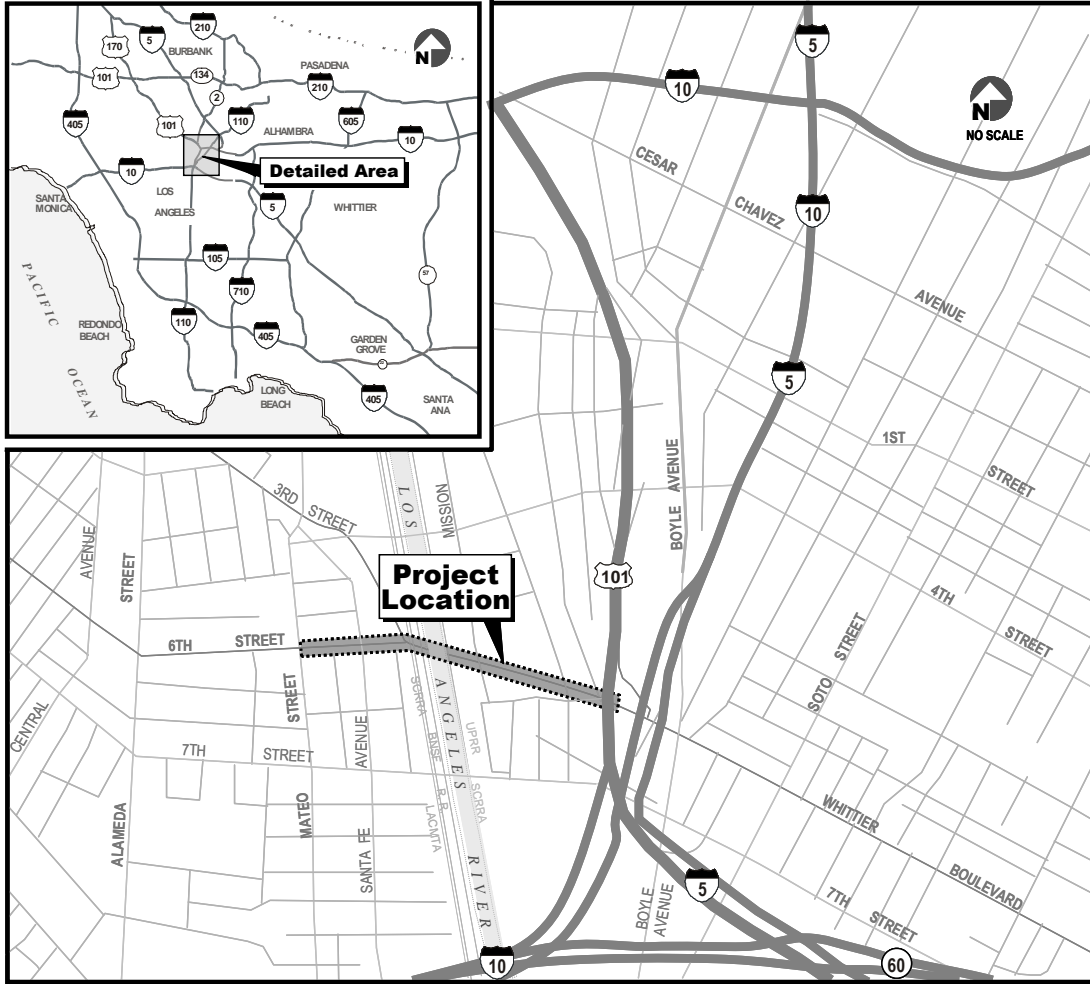 210
5
170
BURBANK
N
PASADENA
101
134
210
2
405
101
110
605
ALHAMBRA
10
10
Detailed Area
LOS
ANGELES
SANTA
MONICA
5
WHITTIER
105
57
PACIFIC
710
110
REDONDO
BEACH
405
GARDEN
GROVE
OCEAN
LONG
BEACH
405
SANTA
ANA
5
10
N
NO SCALE
CESAR
CHAVEZ
AVENUE
10
5
1ST
STREET
BOYLE AVENUE
3RD
STREET
LOS
MISSION
AVENUE
STREET
Project
Location
101
4TH
STREET
6TH
STREET
SOTO STREET
STREET
SCRRA
ANGELES
UPRR
CENTRAL
7TH
STREET
AVENUE
BNSF
R.R.
SCRRA
LACMTA
ALAMEDA
MATEO
SANTA FE
RIVER
WHITTIER
BOULEVARD
5
BOYLE
AVENUE
7TH
STREET
10
60